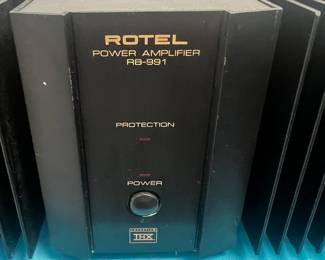 ROTEL
POWER AMPLIFIER
RB-991
PROTECTION
POWER
THX